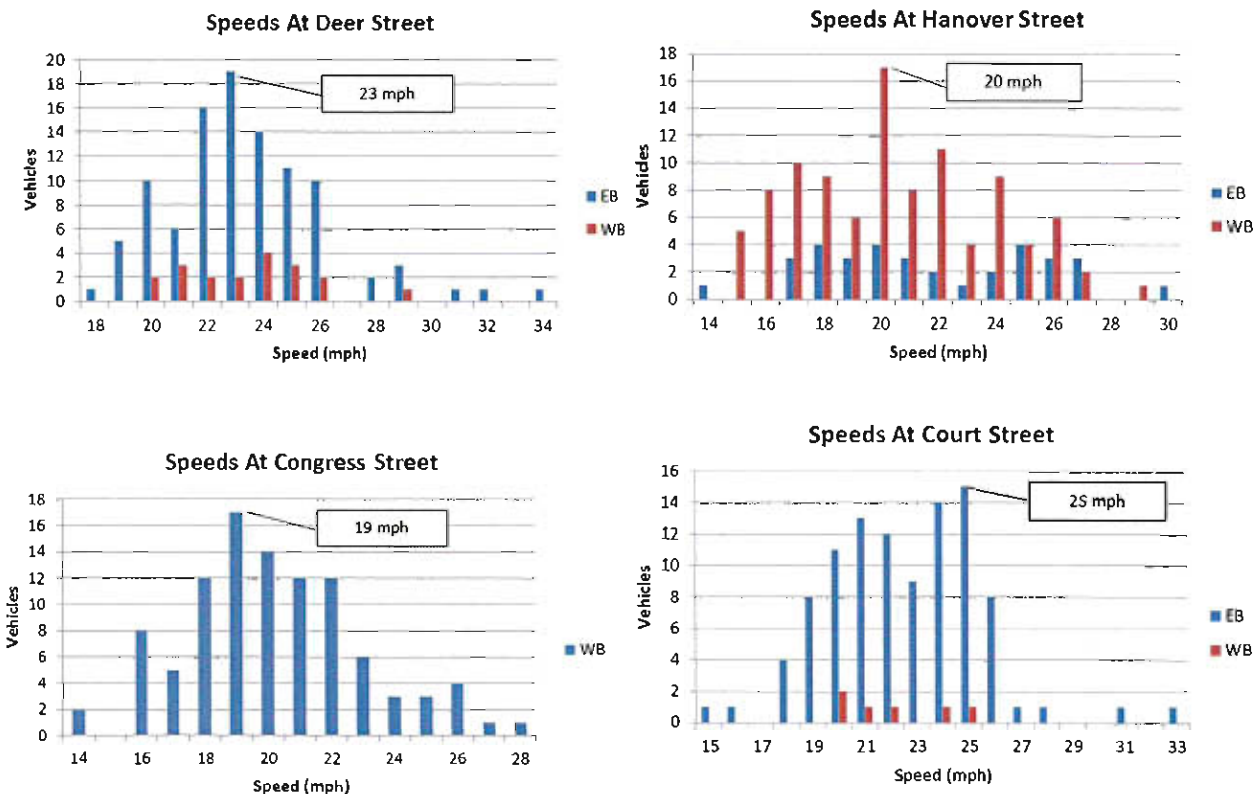 Speeds At Deer Street
20
18
16
14
12
10
8
6
4
2
0
Vehicles
23 mph
EB
WB
18 20 22 24 26 28 30 32 34
Speed (mph)
Speeds At Hanover Street
18
16
14
12
10
8
6
4
2
0
Vehicles
20 mph
EB
WB
14 16 18 20 22 24 26 28 30
Speed (mph)
Speeds At Congress Street
18
16
14
12
10
8
6
4
2
0
Vehicles
19 mph
WB
14 16 18 20 22 24 26 28
Speed (mph)
Speeds At Court Street
16
14
12
10
8
6
4
2
0
Vehicles
25 mph
EB
WB
15 17 19 21 23 25 27 29 31 33
Speed (mph)